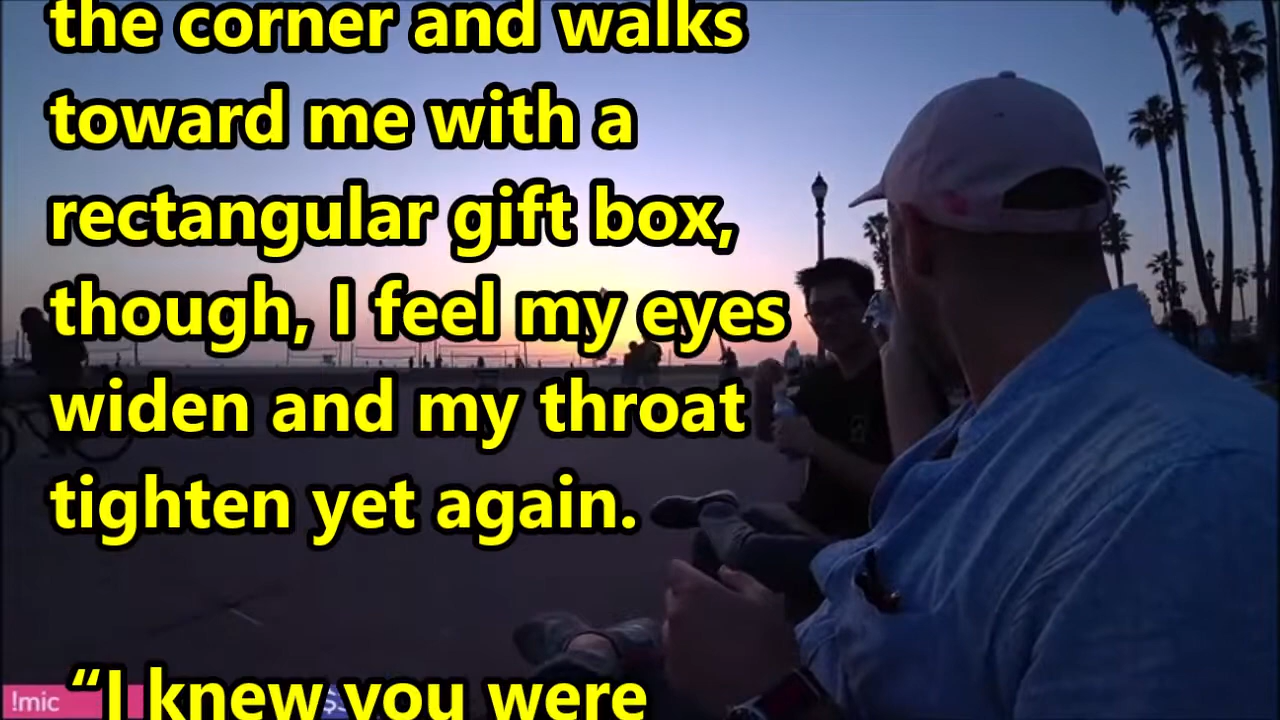 the corner and walks
toward me with a
rectangular gift box,
though, I feel my eyes
widen and my throat
tighten yet again.
“I knew you were
!mic